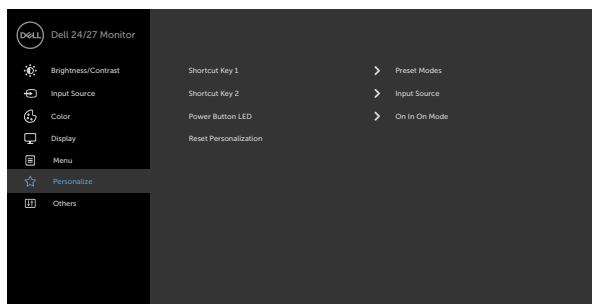 DELL Dell 24/27 Monitor
Brightness/Contrast Shortcut Key 1 Preset Modes
Input Source Shortcut Key 2 Input Source
Color Power Button LED On In On Mode
Display Reset Personalization
Menu
Personalize
Others